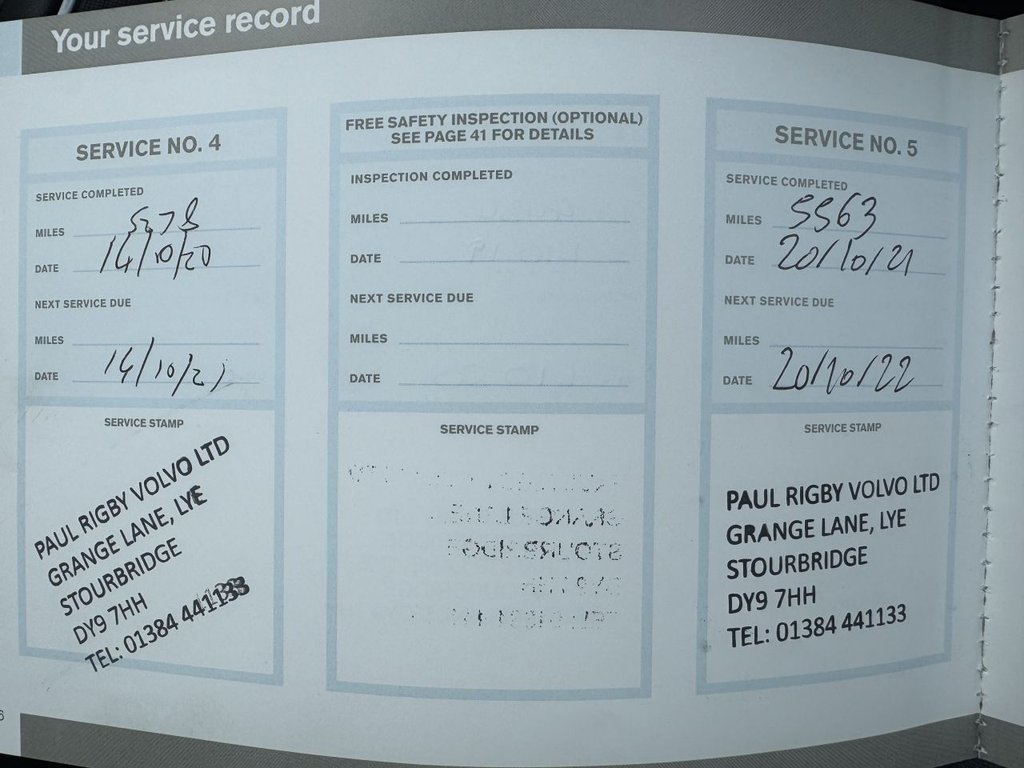 Your service record
SERVICE NO. 4
SERVICE COMPLETED
MILES 5278
DATE 14/10/20
NEXT SERVICE DUE
MILES
DATE 14/10/21
SERVICE STAMP
PAUL RIGBY VOLVO LTD
GRANGE LANE, LYE
STOURBRIDGE
DY9 7HH
TEL: 01384 441133
FREE SAFETY INSPECTION (OPTIONAL)
SEE PAGE 41 FOR DETAILS
INSPECTION COMPLETED
MILES
DATE
NEXT SERVICE DUE
MILES
DATE
SERVICE STAMP
SERVICE NO. 5
SERVICE COMPLETED
MILES 5563
DATE 20/10/21
NEXT SERVICE DUE
MILES
DATE 20/10/22
SERVICE STAMP
PAUL RIGBY VOLVO LTD
GRANGE LANE, LYE
STOURBRIDGE
DY9 7HH
TEL: 01384 441133